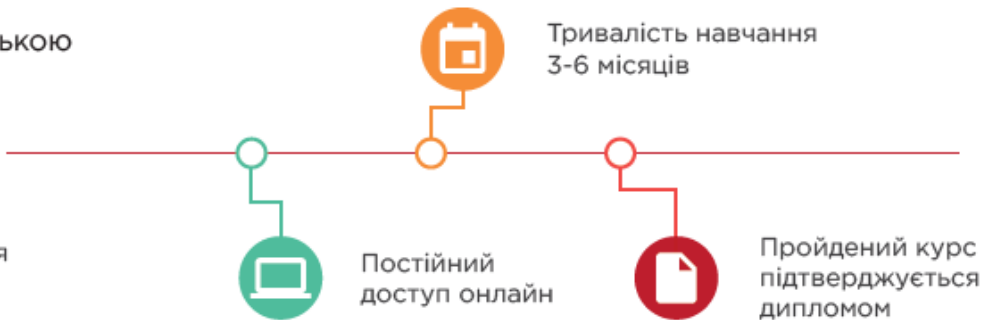 ькою
Тривалість навчання
3-6 місяців
я
Постійний
доступ онлайн
Пройдений курс
підтверджується
дипломом